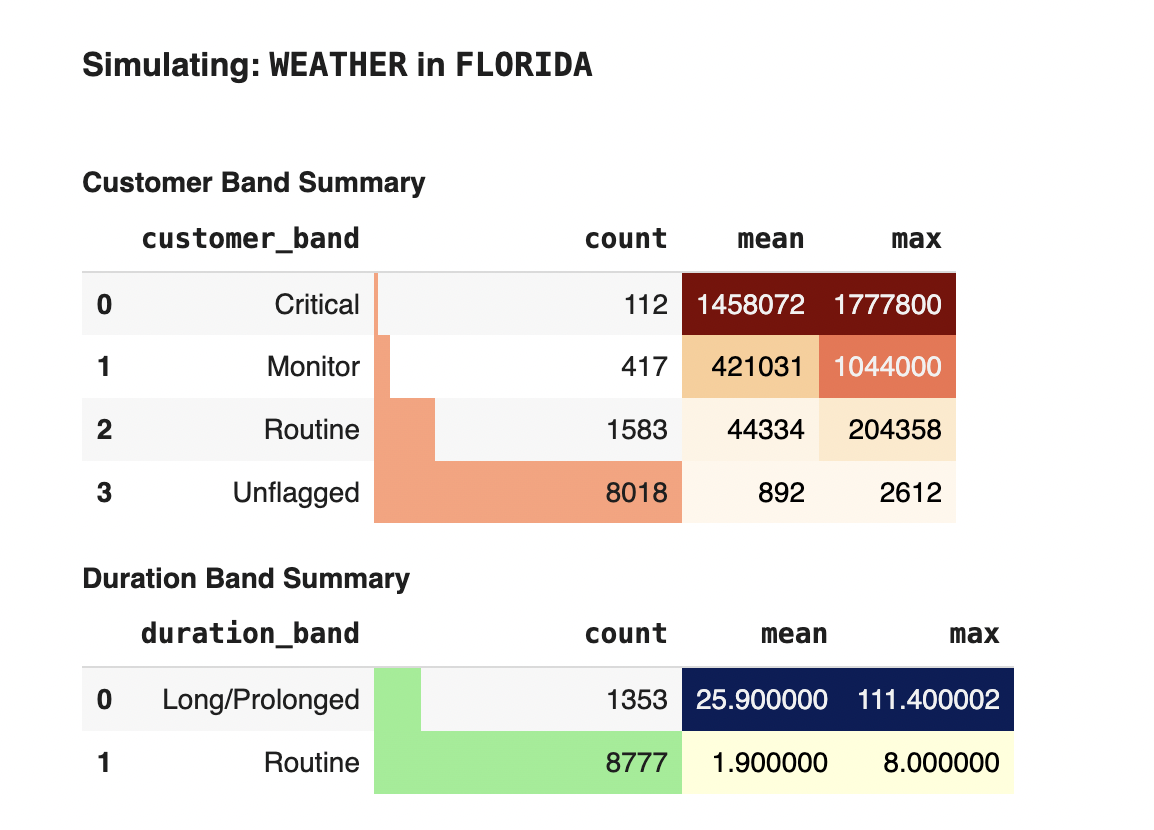 Simulating: WEATHER in FLORIDA
Customer Band Summary
customer_band count mean max
0 Critical 112 1458072 1777800
1 Monitor 417 421031 1044000
2 Routine 1583 44334 204358
3 Unflagged 8018 892 2612
Duration Band Summary
duration_band count mean max
0 Long/Prolonged 1353 25.900000 111.400002
1 Routine 8777 1.900000 8.000000